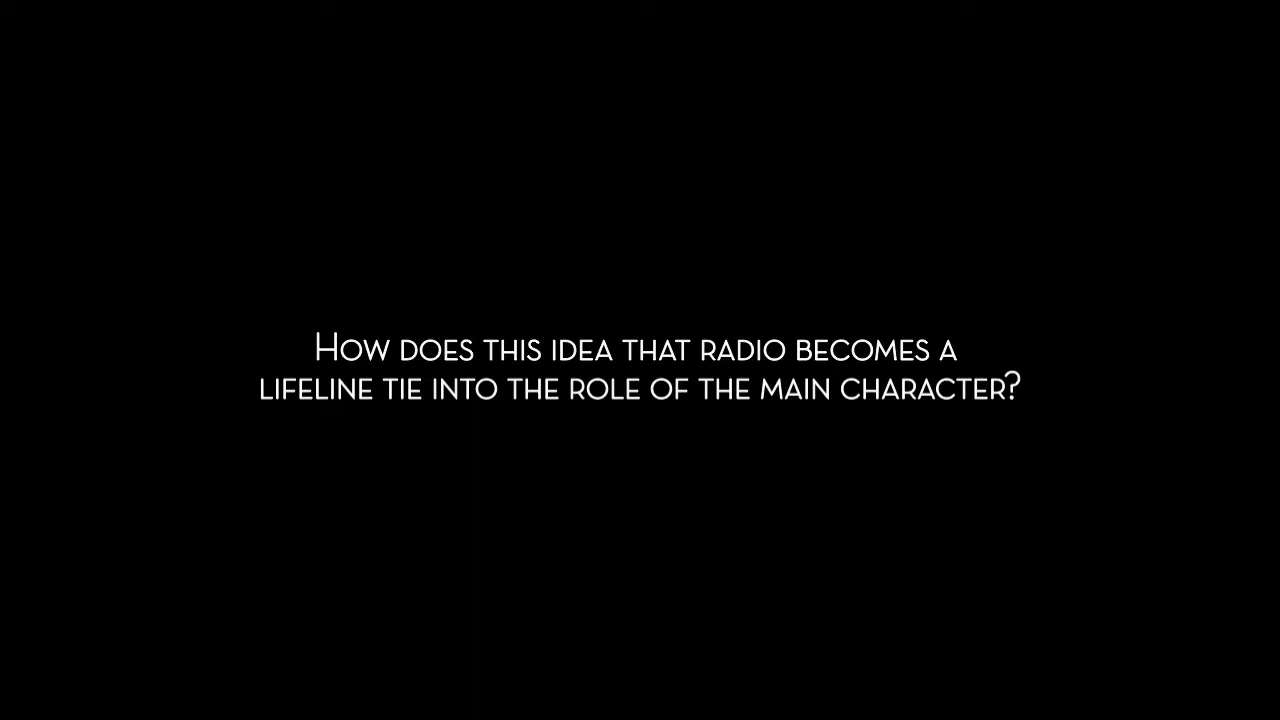 How does this idea that radio becomes a
lifeline tie into the role of the main character?